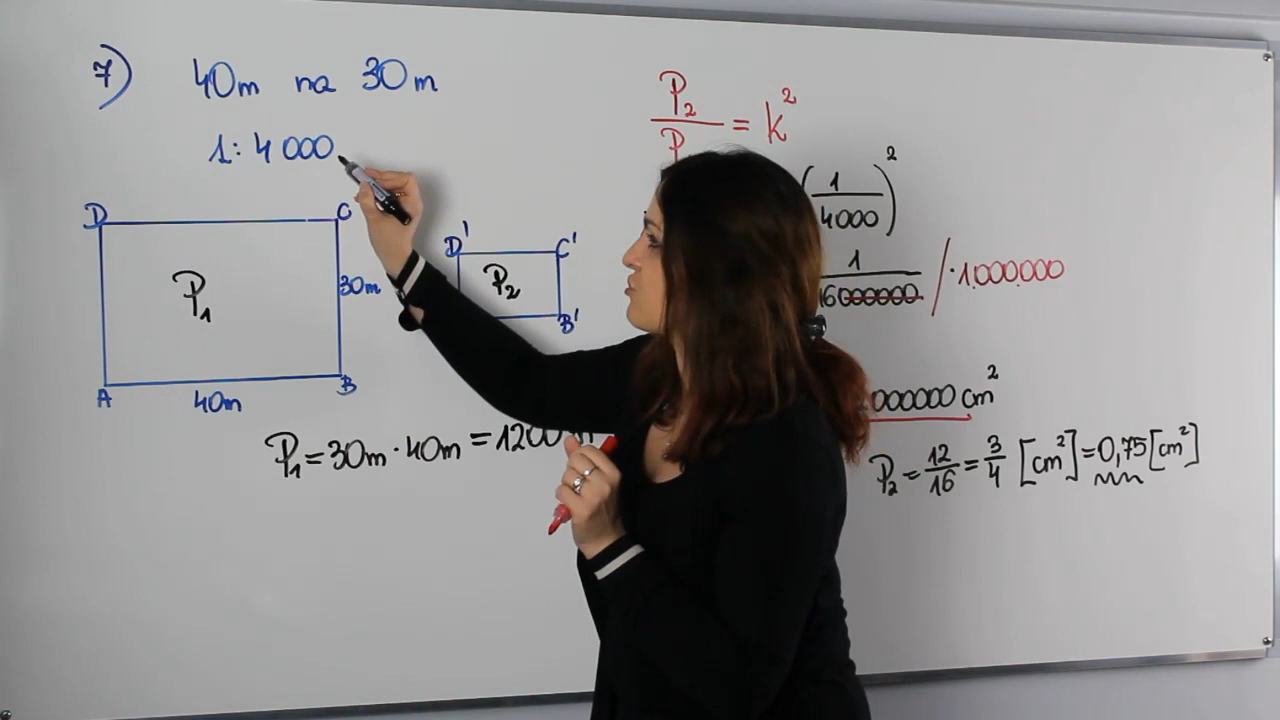 7) 40m na 30m
1: 4 000
D C
P₁
30m
A 40m B
D' C'
P₂
B'
P₁ = 30m · 40m = 1200
P₂
P
= k²
(1/4000)²
1/16000000 / · 1.000.000
000000 cm²
P₂ = 12/16 = 3/4 [cm²] = 0,75 [cm²]